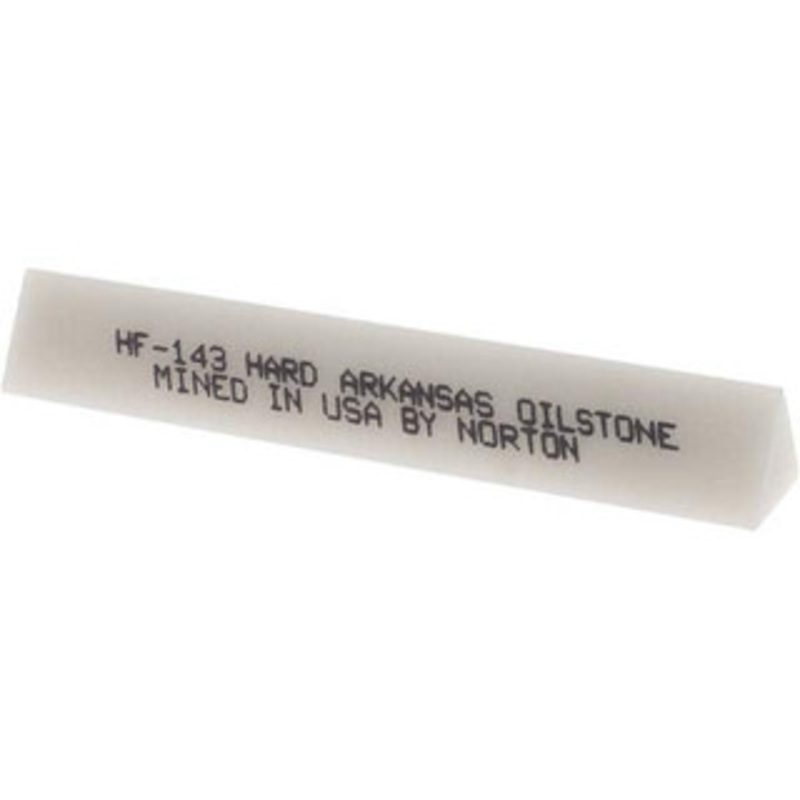 HF-143 HARD ARKANSAS OILSTONE
MINED IN USA BY NORTON